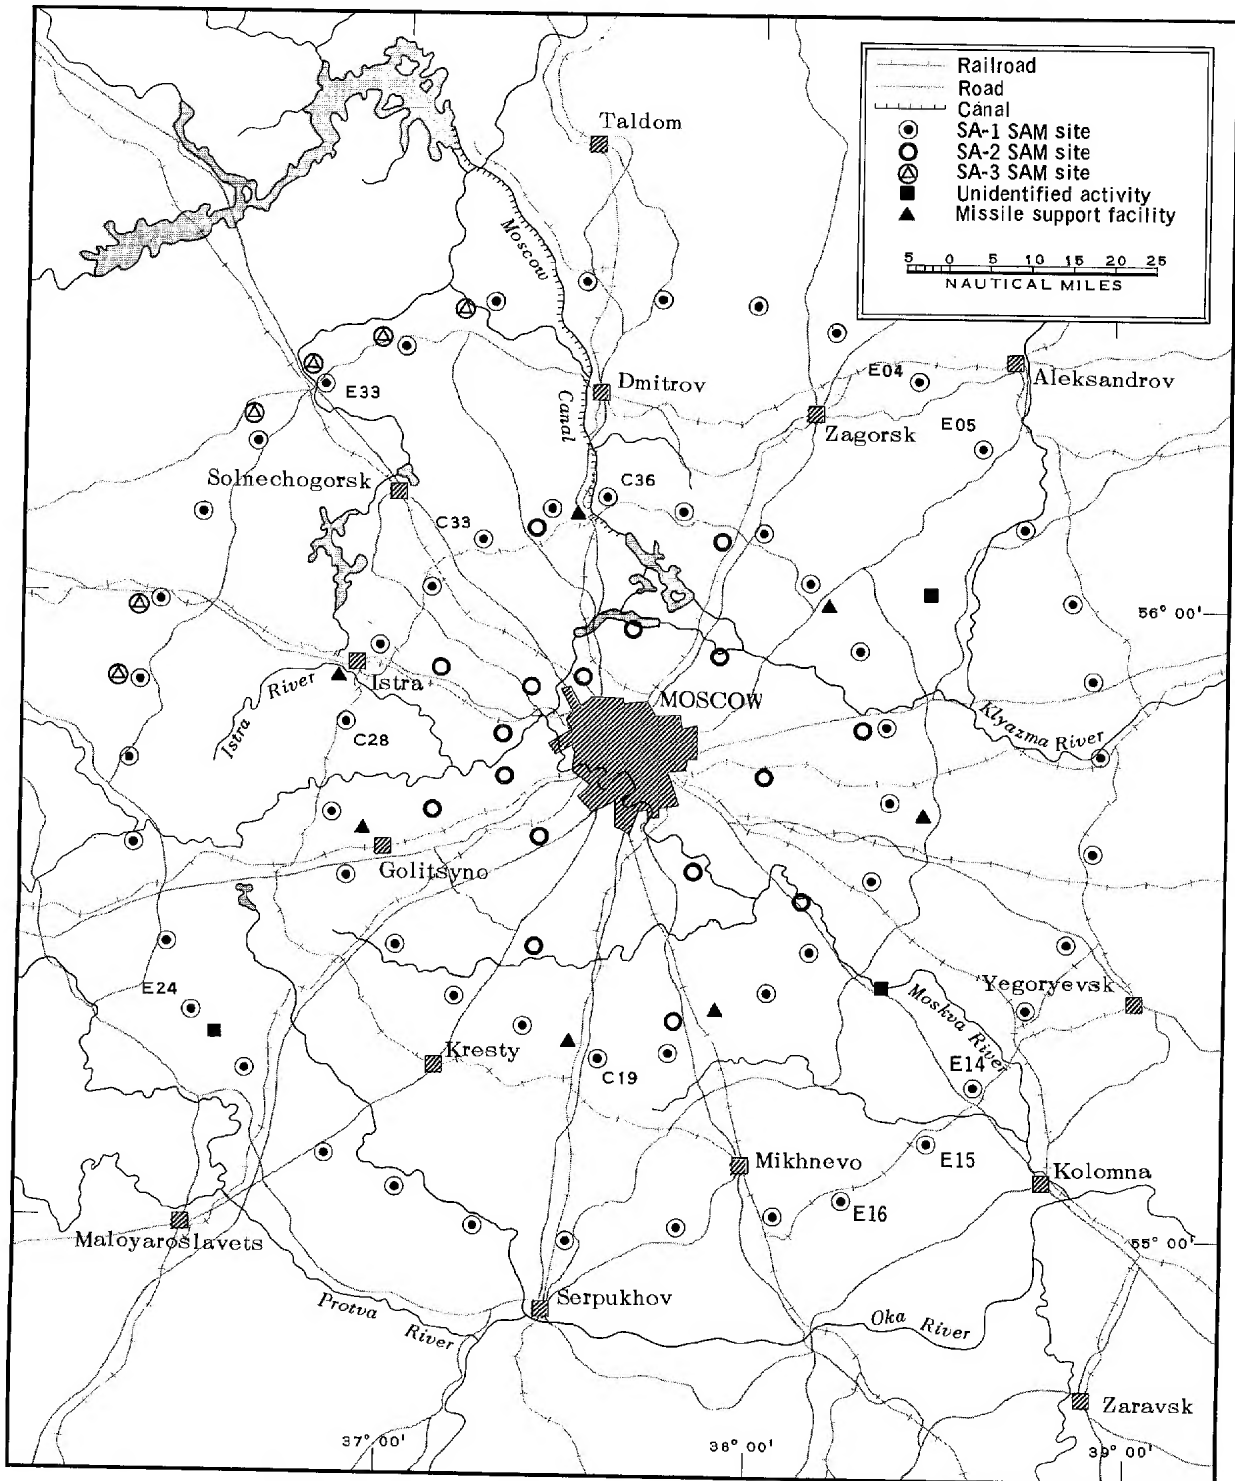 Railroad
Road
Canal
SA-1 SAM site
SA-2 SAM site
SA-3 SAM site
Unidentified activity
Missile support facility
5 0 5 10 15 20 25
NAUTICAL MILES
Taldom
Moscow
Canal
E33
Dmitrov
E04
Aleksandrov
Zagorsk
E05
Solnechogorsk
C36
C33
56° 00'
Istra
Istra River
MOSCOW
C28
Klyazma River
Golitsyno
E24
Yegoryevsk
Moskva River
Kresty
C19
E14
E15
Mikhnevo
Kolomna
E16
Maloyaroslavets
55° 00'
Protva River
Serpukhov
Oka River
Zaravsk
37° 00'
38° 00'
39° 00'